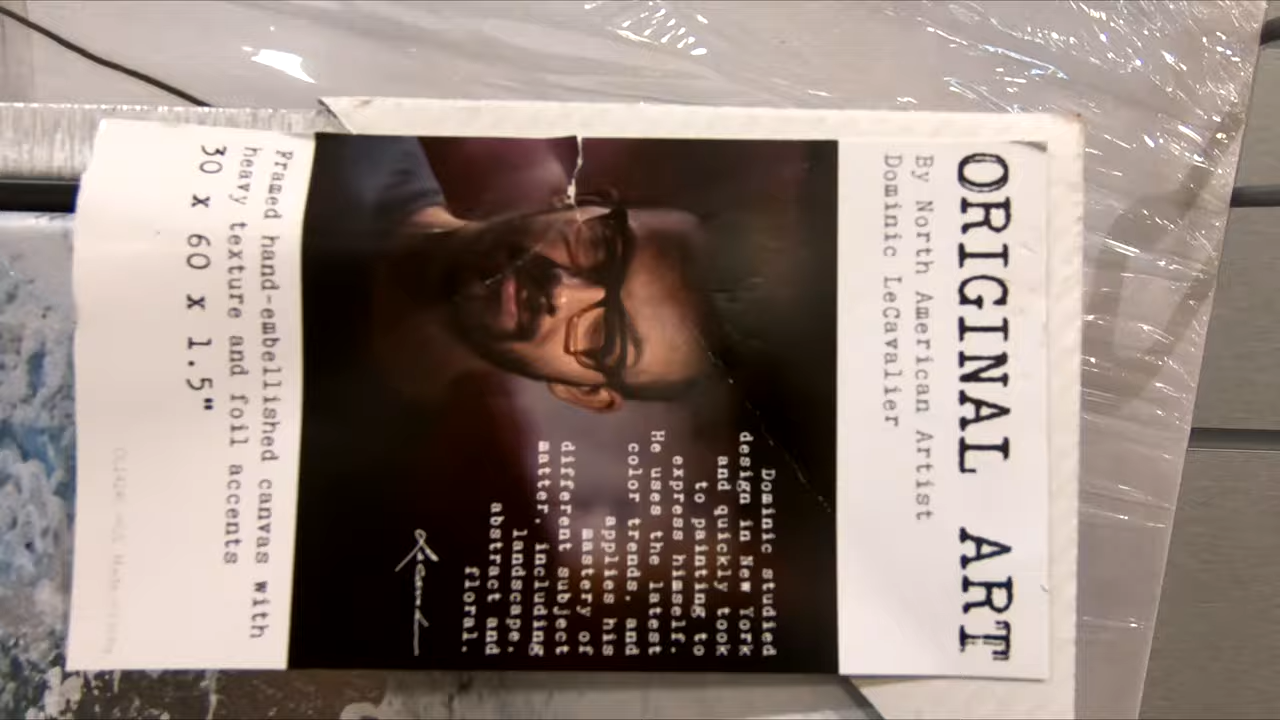 ORIGINAL ART
By North American Artist
Dominic LeCavalier
Dominic studied
design in New York
and quickly took
to painting to
express himself.
He uses the latest
color trends, and
applies his
mastery of
different subject
matter, including
landscape,
abstract and
floral.
Framed hand-embellished canvas with
heavy texture and foil accents
30 x 60 x 1.5"